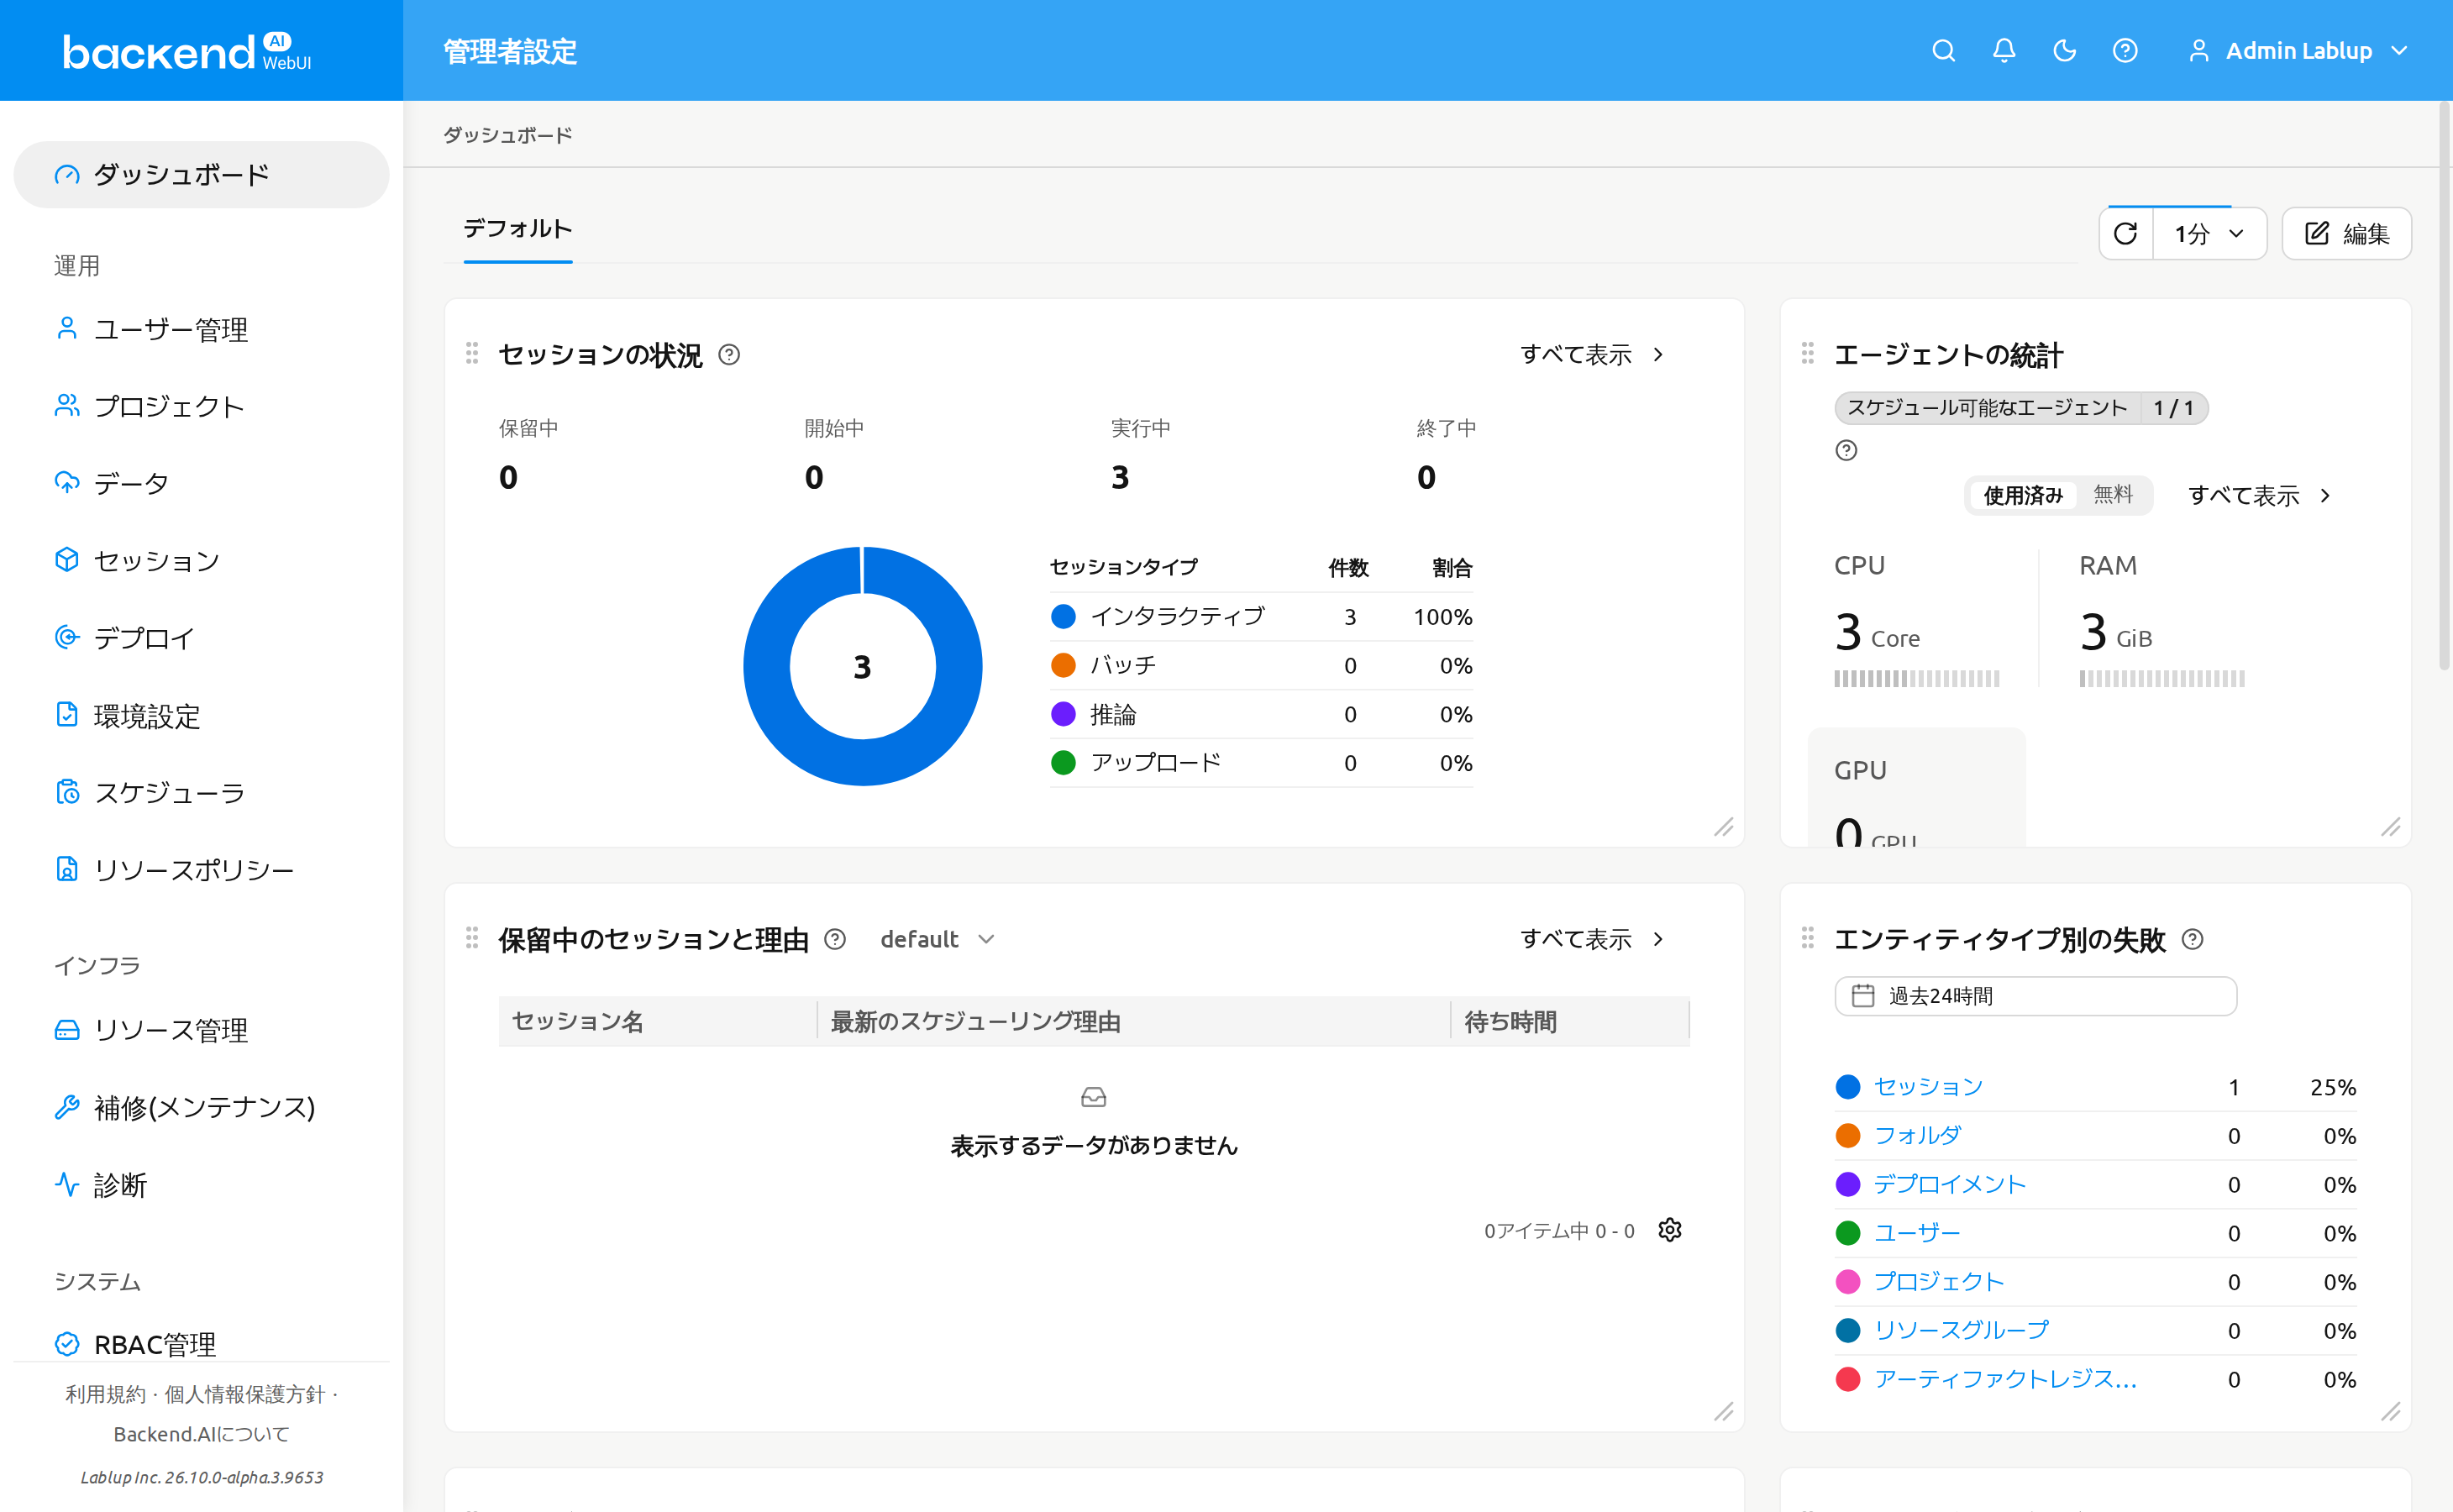 backend AI WebUI
管理者設定
Admin Lablup
ダッシュボード
運用
ユーザー管理
プロジェクト
データ
セッション
デプロイ
環境設定
スケジューラ
リソースポリシー
インフラ
リソース管理
補修(メンテナンス)
診断
システム
RBAC管理
利用規約 · 個人情報保護方針 ·
Backend.AIについて
Lablup Inc. 26.10.0-alpha.3.9653
ダッシュボード
デフォルト
1分
編集
セッションの状況
すべて表示
保留中 開始中 実行中 終了中
0 0 3 0
3
セッションタイプ 件数 割合
インタラクティブ 3 100%
バッチ 0 0%
推論 0 0%
アップロード 0 0%
エージェントの統計
スケジュール可能なエージェント 1 / 1
使用済み 無料 すべて表示
CPU RAM
3 Core 3 GiB
GPU
0 GPU
保留中のセッションと理由 default すべて表示
セッション名 最新のスケジューリング理由 待ち時間
表示するデータがありません
0アイテム中 0 - 0
エンティティタイプ別の失敗
過去24時間
セッション 1 25%
フォルダ 0 0%
デプロイメント 0 0%
ユーザー 0 0%
プロジェクト 0 0%
リソースグループ 0 0%
アーティファクトレジス... 0 0%